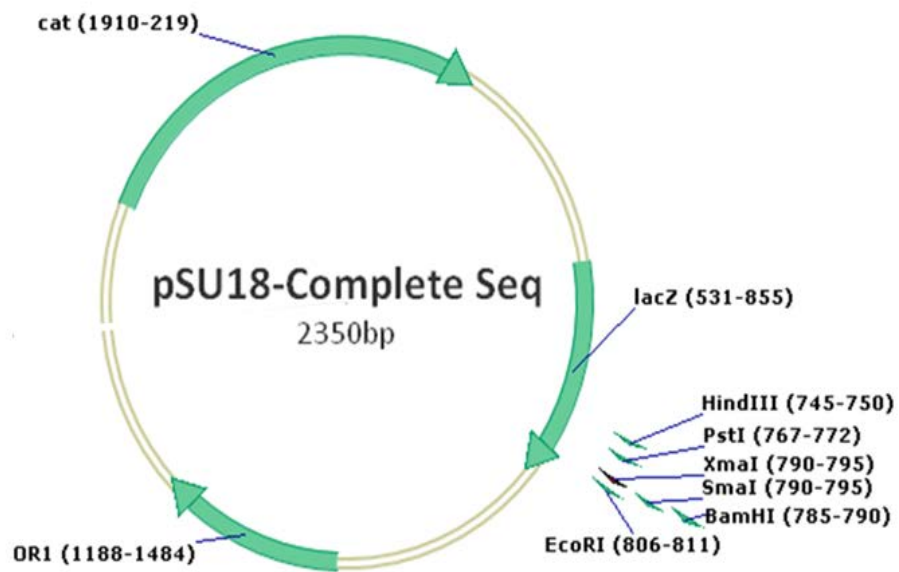 cat (1910-219)
pSU18-Complete Seq
2350bp
lacZ (531-855)
HindIII (745-750)
PstI (767-772)
XmaI (790-795)
SmaI (790-795)
BamHI (785-790)
EcoRI (806-811)
OR1 (1188-1484)